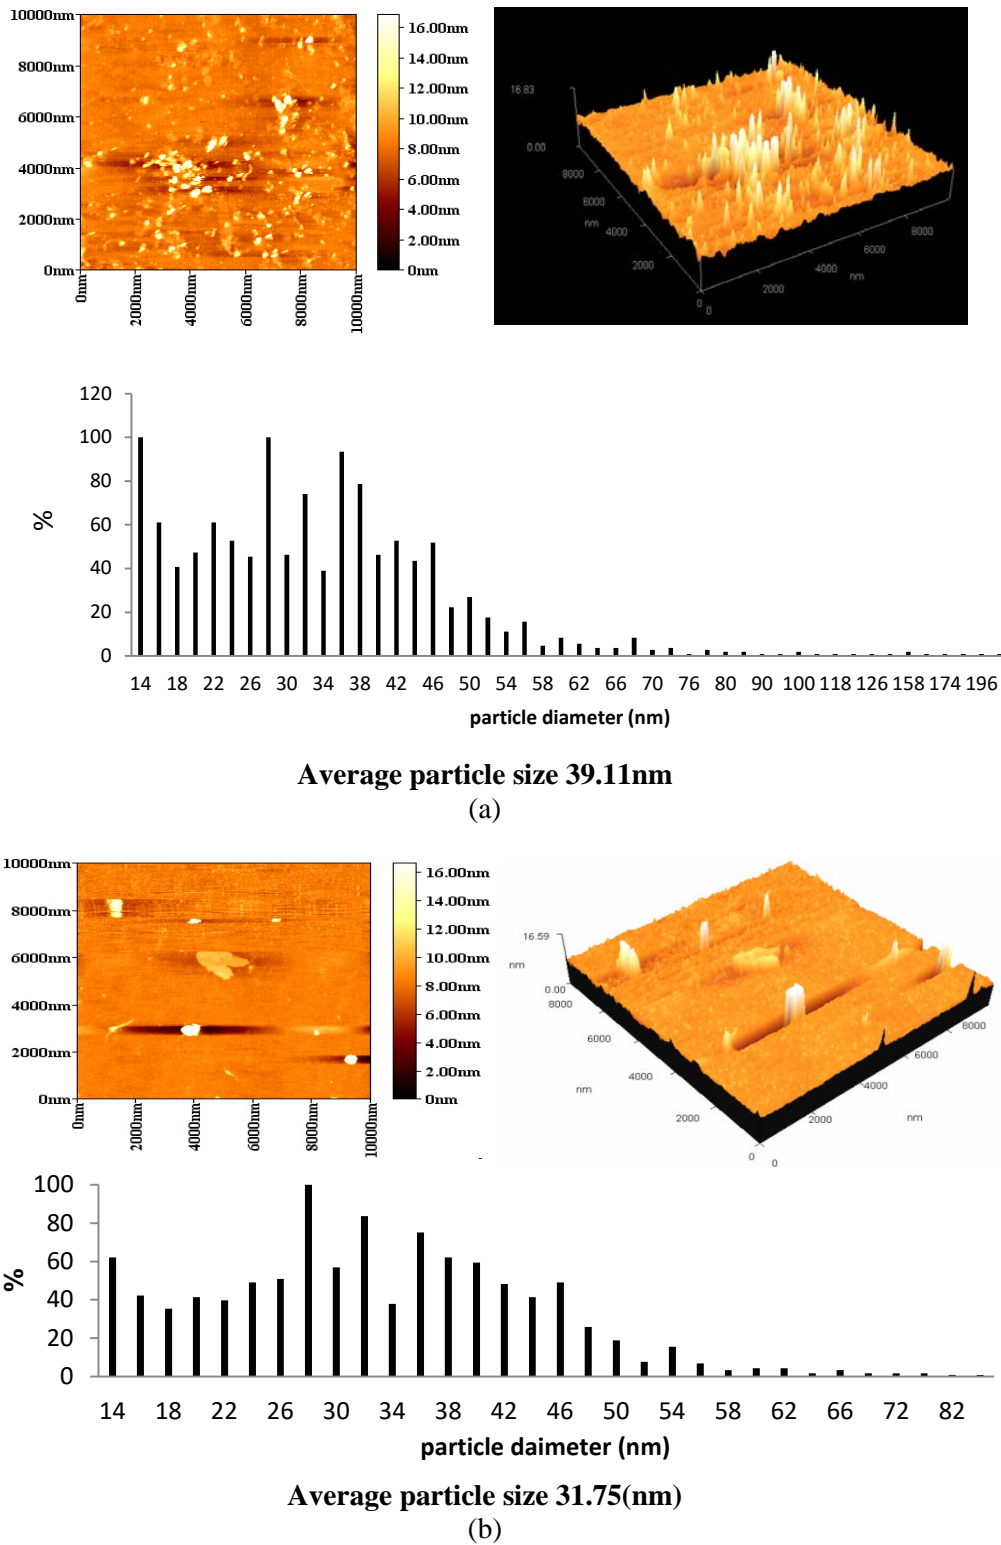 10000nm
8000nm
6000nm
4000nm
2000nm
0nm
0nm
2000nm
4000nm
6000nm
8000nm
10000nm
16.00nm
14.00nm
12.00nm
10.00nm
8.00nm
6.00nm
4.00nm
2.00nm
0nm
16.83
0.00
8000
6000
nm
4000
2000
0
0
2000
4000
nm
6000
8000
120
100
80
60
40
20
0
%
14 18 22 26 30 34 38 42 46 50 54 58 62 66 70 76 80 90 100 118 126 158 174 196
particle diameter (nm)
Average particle size 39.11nm
(a)
10000nm
8000nm
6000nm
4000nm
2000nm
0nm
0nm
2000nm
4000nm
6000nm
8000nm
10000nm
16.00nm
14.00nm
12.00nm
10.00nm
8.00nm
6.00nm
4.00nm
2.00nm
0nm
16.59
nm
0.00
8000
6000
4000
nm
2000
0
0
2000
nm
4000
6000
8000
100
80
60
40
20
0
%
14 18 22 26 30 34 38 42 46 50 54 58 62 66 72 82
particle daimeter (nm)
Average particle size 31.75(nm)
(b)